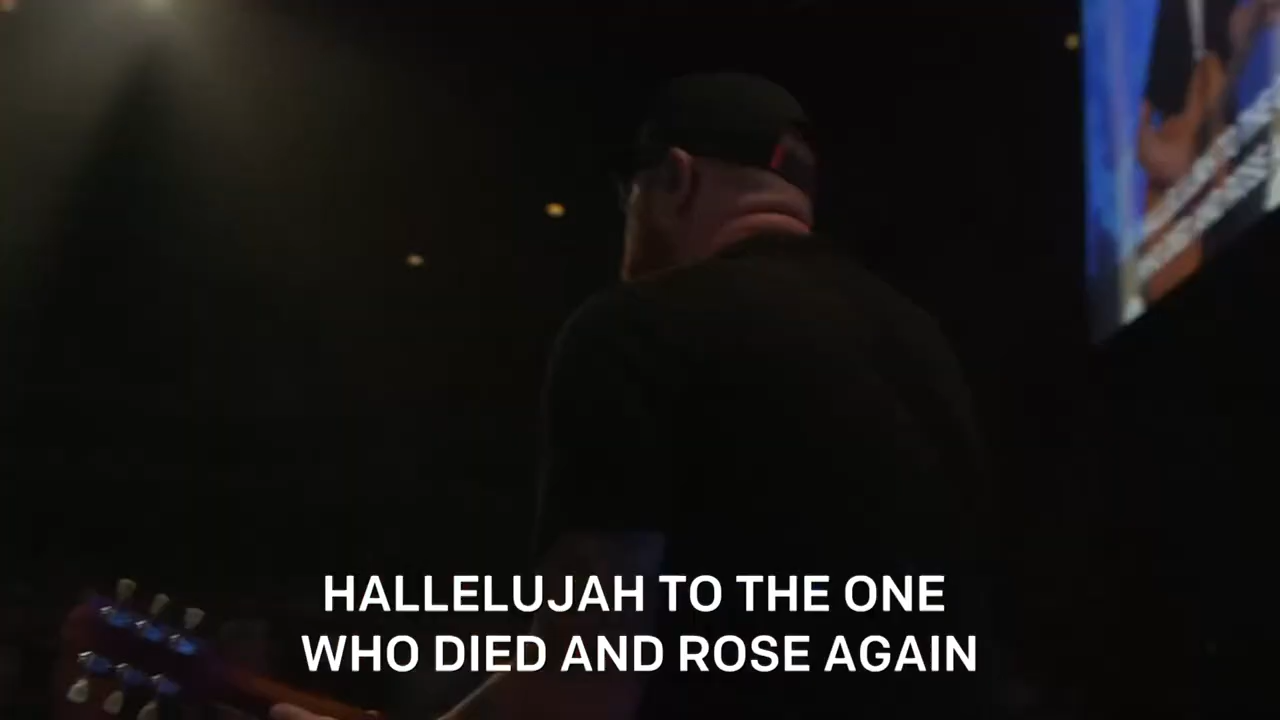 HALLELUJAH TO THE ONE
WHO DIED AND ROSE AGAIN